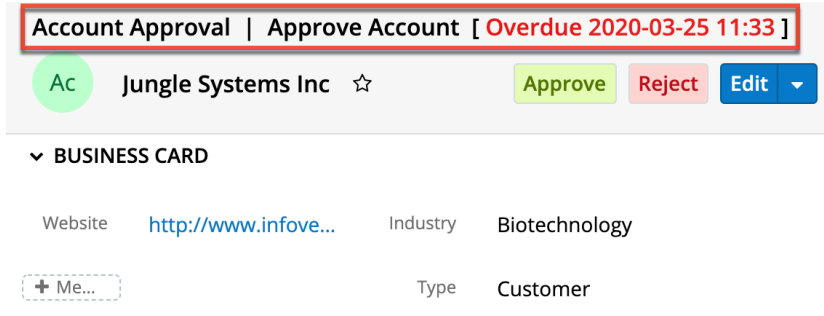 Account Approval | Approve Account [ Overdue 2020-03-25 11:33 ]
Ac Jungle Systems Inc Approve Reject Edit
BUSINESS CARD
Website http://www.infove... Industry Biotechnology
+ Me... Type Customer